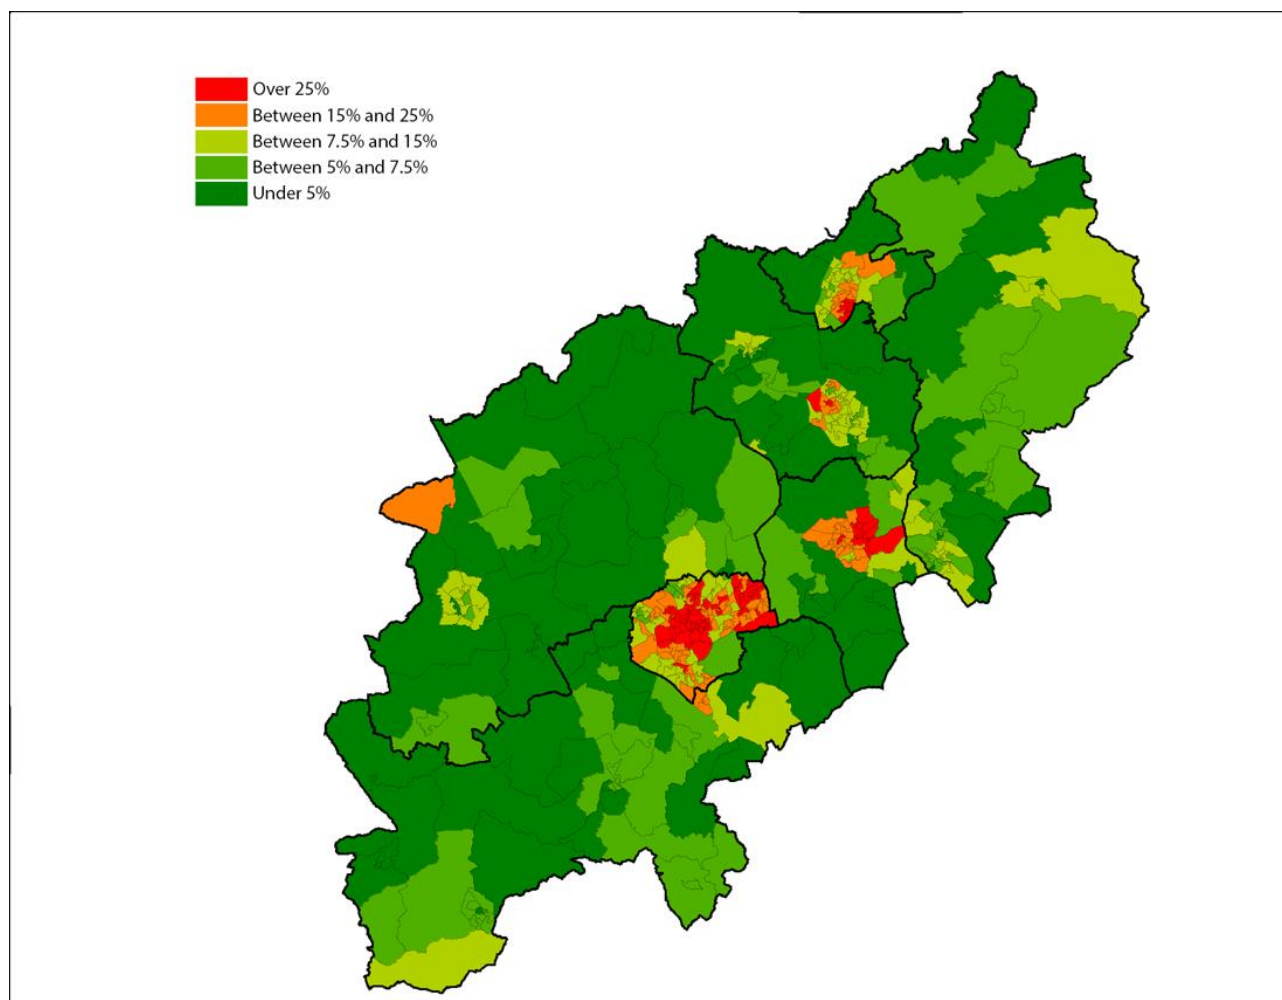 Over 25%
Between 15% and 25%
Between 7.5% and 15%
Between 5% and 7.5%
Under 5%